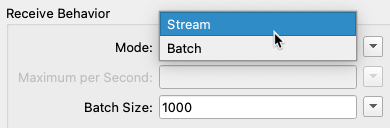 Receive Behavior
Stream
Mode:
Batch
Maximum per Second:
Batch Size: 1000